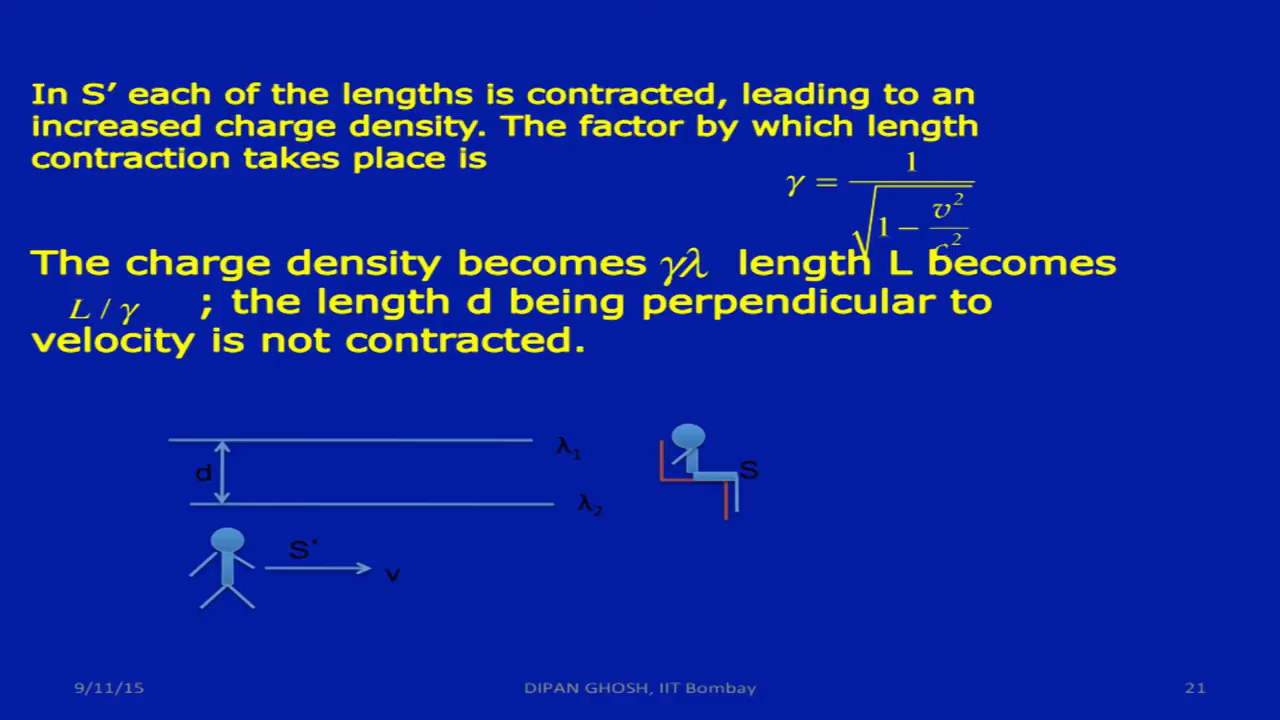 In S’ each of the lengths is contracted, leading to an
increased charge density. The factor by which length
contraction takes place is
γ = 1 / √(1 − v² / c²)
The charge density becomes γλ length L becomes
L / γ ; the length d being perpendicular to
velocity is not contracted.
λ₁
d
S
λ₂
S’
v
9/11/15 DIPAN GHOSH, IIT Bombay 21